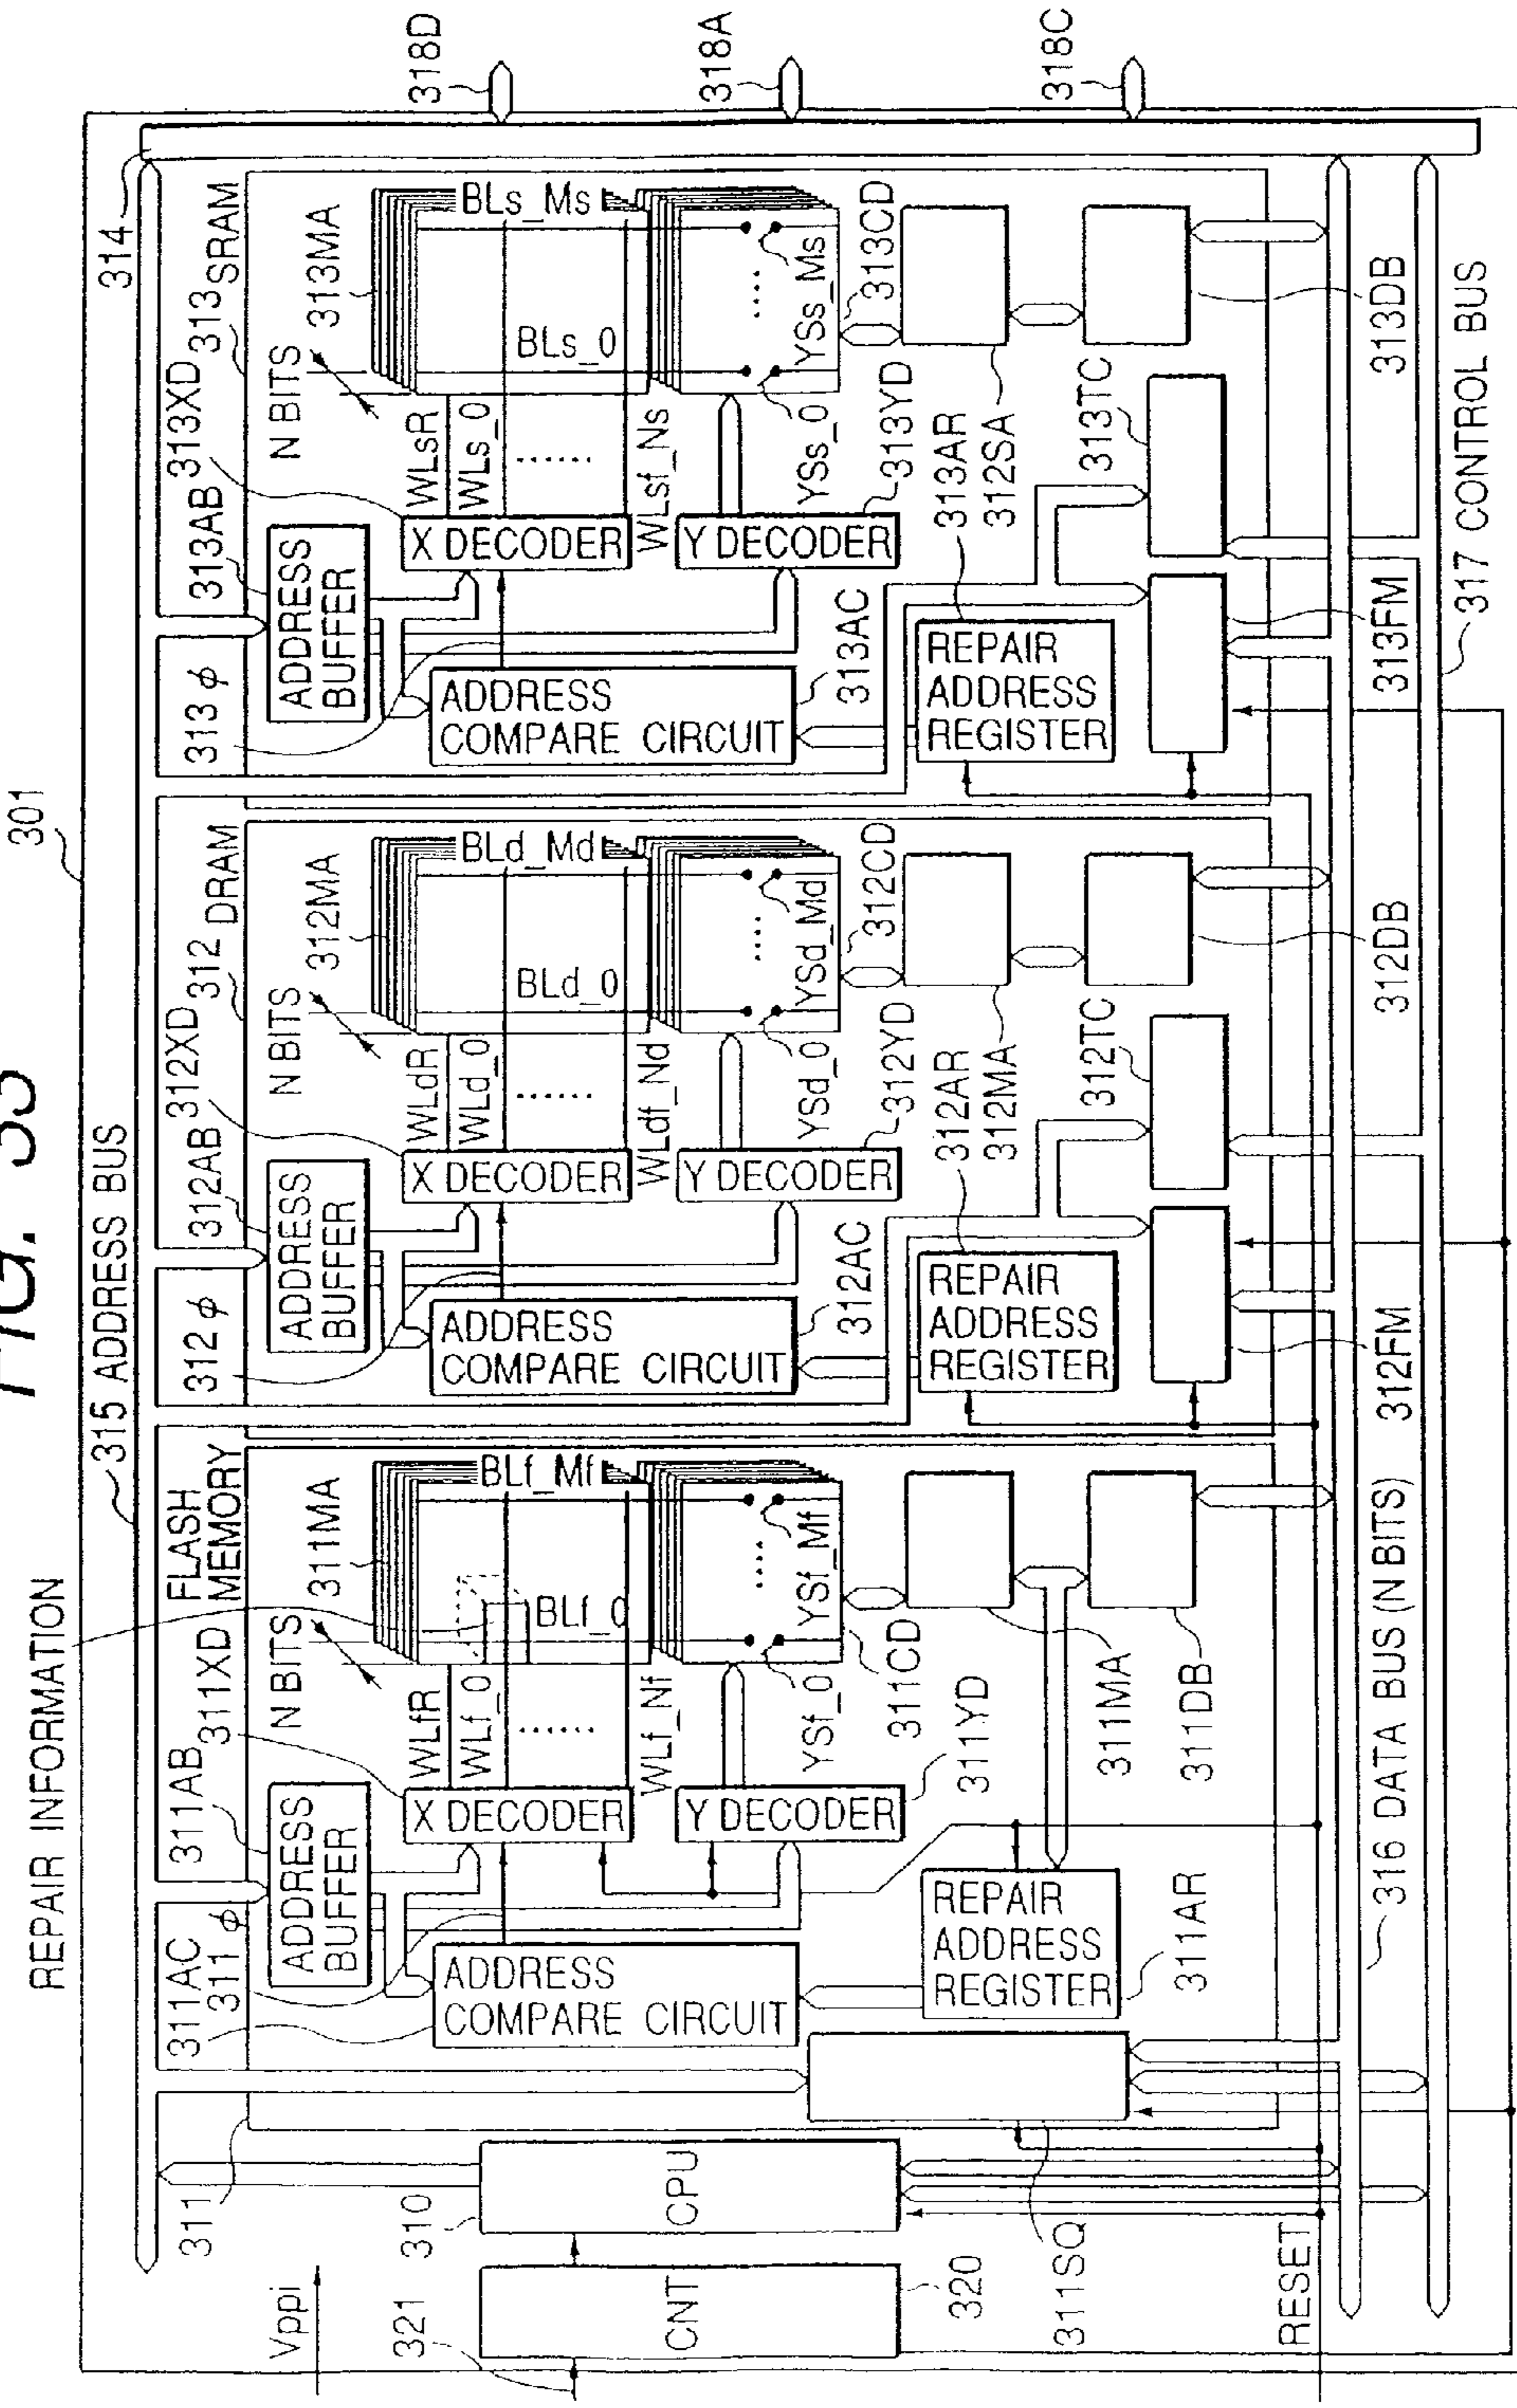 FIG.
301
REPAIR INFORMATION
315 ADDRESS BUS
314
Vppi
321
CNT
320
310
CPU
311
311AC
311 φ
311AB
311XD
FLASH
MEMORY
ADDRESS
BUFFER
N BITS
311MA
X DECODER
WLfR
WLf_0
WLf_Nf
BLf_0
BLf_Mf
ADDRESS
COMPARE CIRCUIT
Y DECODER
YSf_0
YSf_Mf
311CD
311YD
311MA
311DB
REPAIR
ADDRESS
REGISTER
311AR
311SQ
RESET
312 φ
312AB
312XD
312
DRAM
ADDRESS
BUFFER
N BITS
312MA
X DECODER
WLdR
WLd_0
WLdf_Nd
BLd_0
BLd_Md
ADDRESS
COMPARE CIRCUIT
312AC
Y DECODER
YSd_0
YSd_Md
312CD
312YD
312AR
312MA
REPAIR
ADDRESS
REGISTER
312TC
312FM
312DB
313 φ
313AB
313XD
313
SRAM
ADDRESS
BUFFER
N BITS
313MA
X DECODER
WLsR
WLs_0
WLsf_Ns
BLs_0
BLs_Ms
ADDRESS
COMPARE CIRCUIT
313AC
Y DECODER
YSs_0
YSs_Ms
313CD
313YD
313AR
312SA
REPAIR
ADDRESS
REGISTER
313TC
313FM
313DB
318D
318A
318C
316 DATA BUS (N BITS)
317 CONTROL BUS